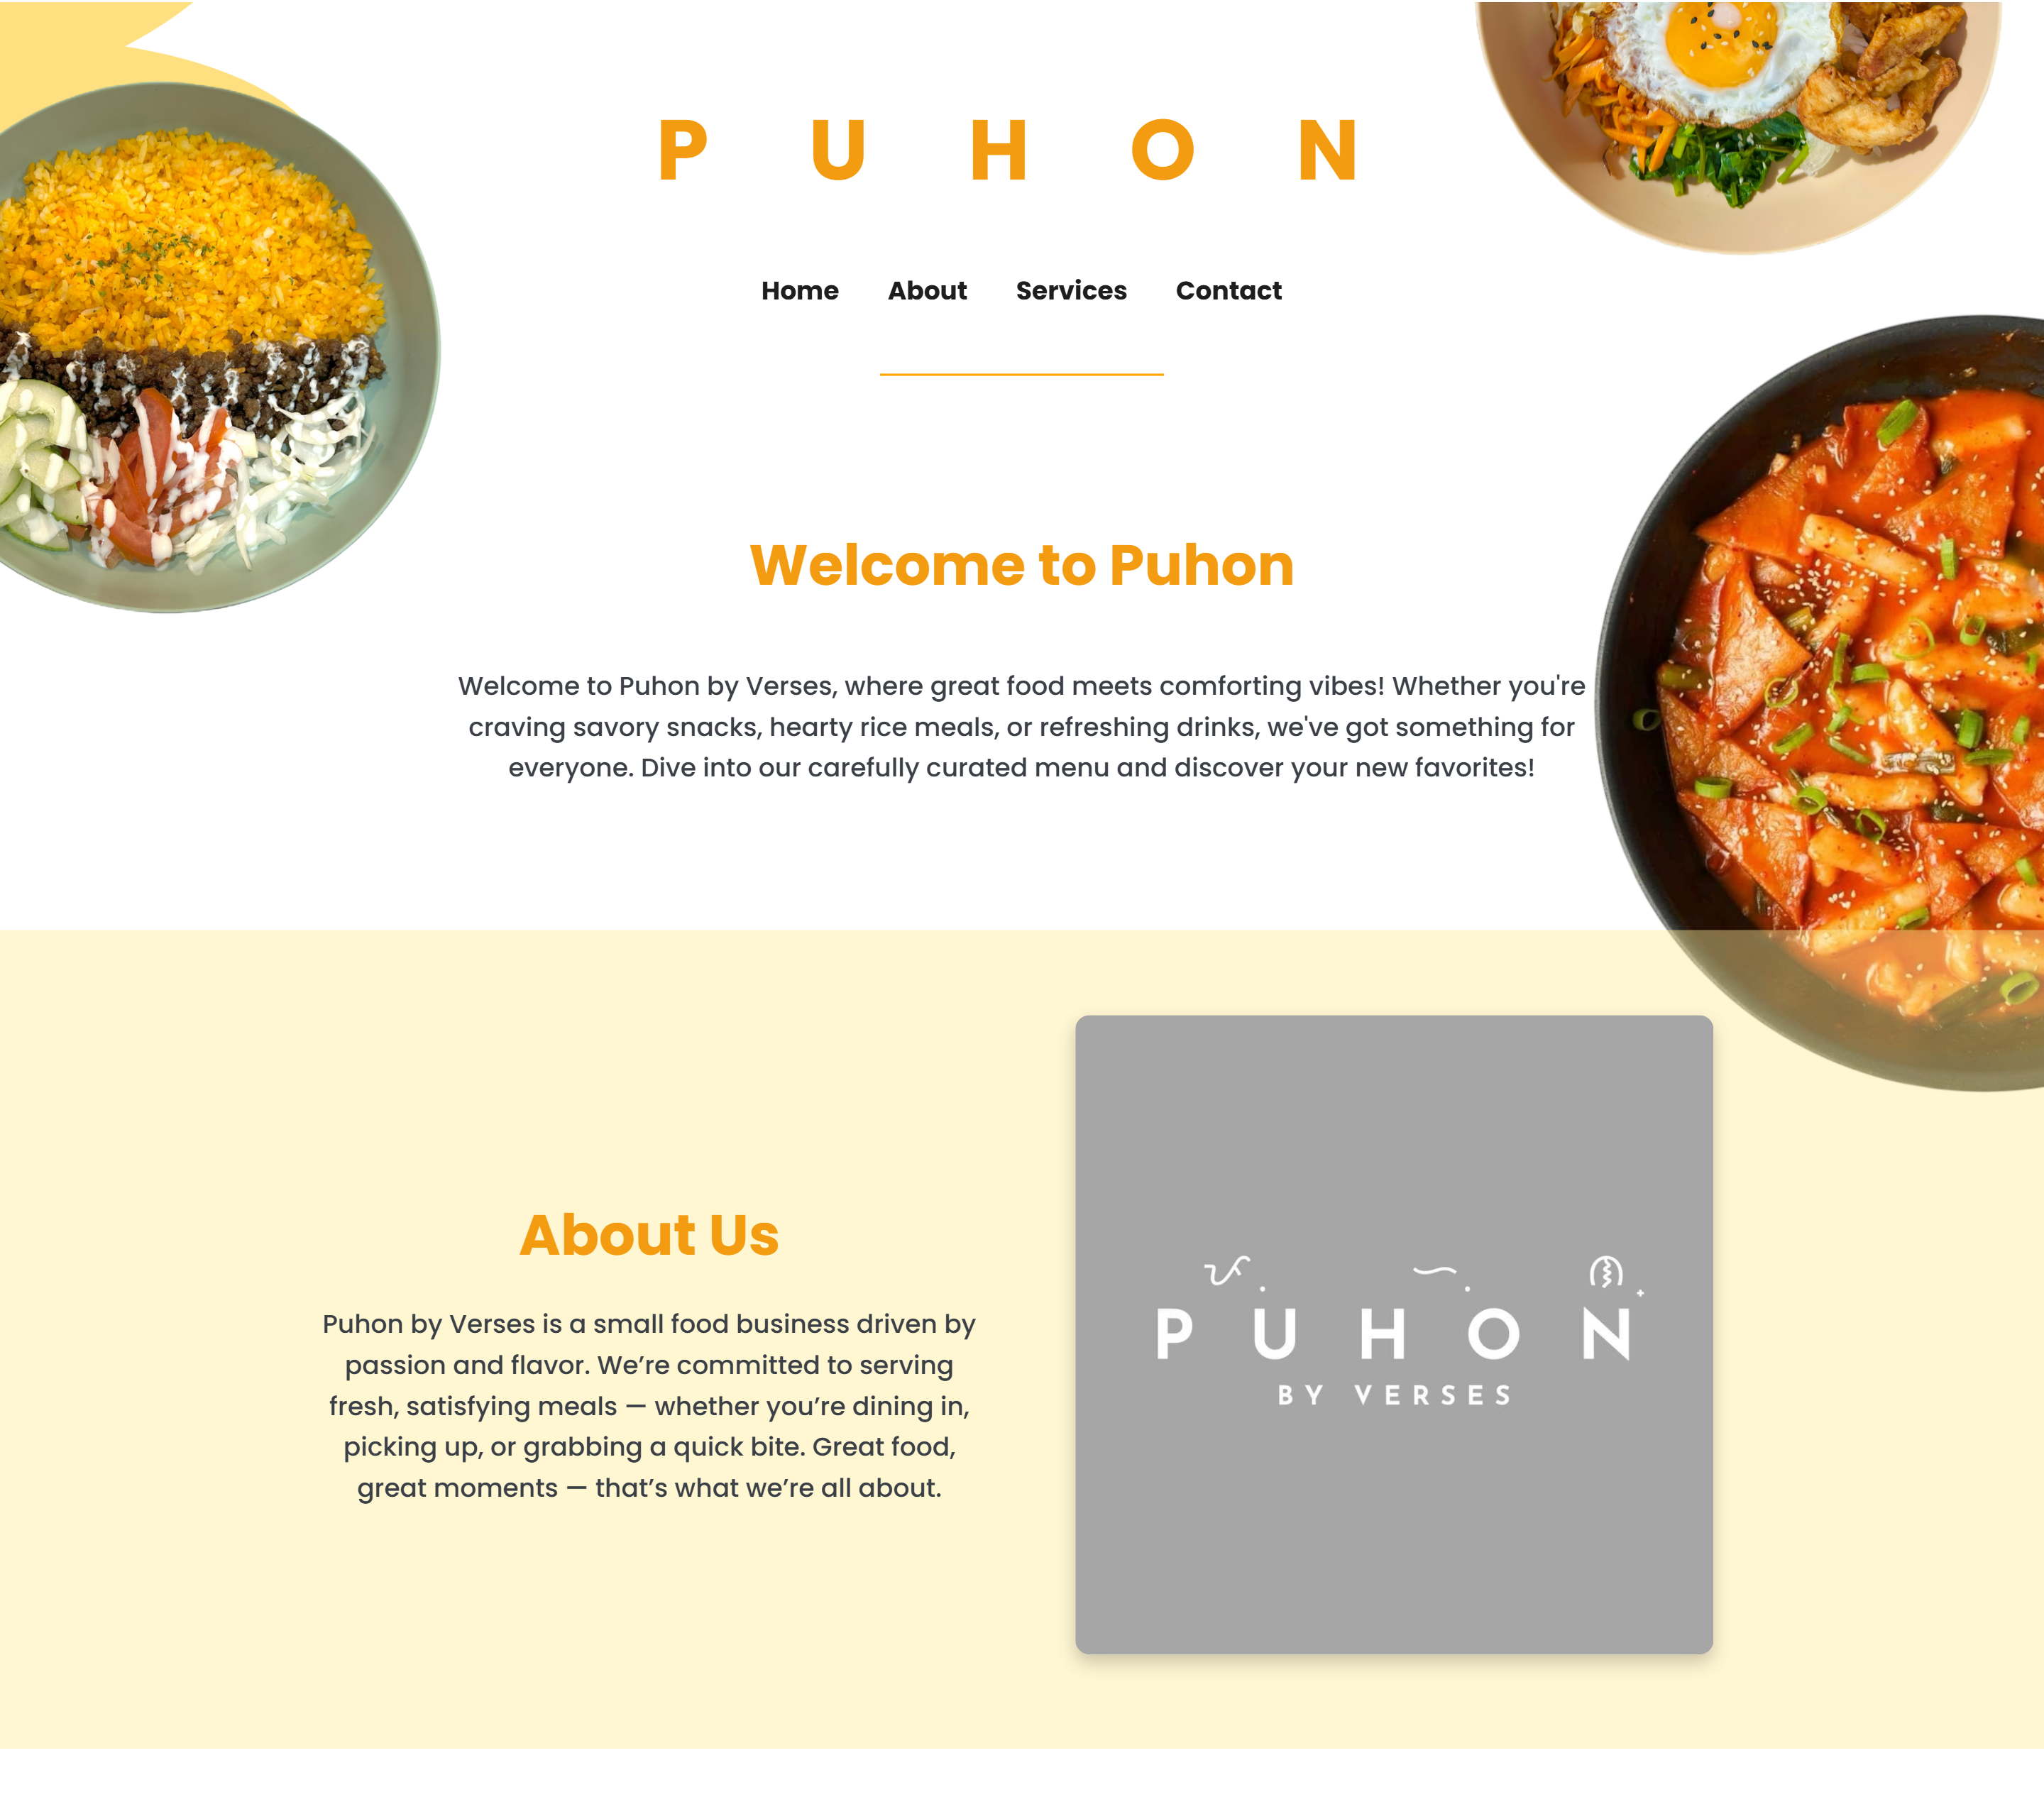 P U H O N
Home About Services Contact
Welcome to Puhon
Welcome to Puhon by Verses, where great food meets comforting vibes! Whether you're
craving savory snacks, hearty rice meals, or refreshing drinks, we've got something for
everyone. Dive into our carefully curated menu and discover your new favorites!
About Us
Puhon by Verses is a small food business driven by
passion and flavor. We’re committed to serving
fresh, satisfying meals — whether you’re dining in,
picking up, or grabbing a quick bite. Great food,
great moments — that’s what we’re all about.
P U H O N
BY VERSES